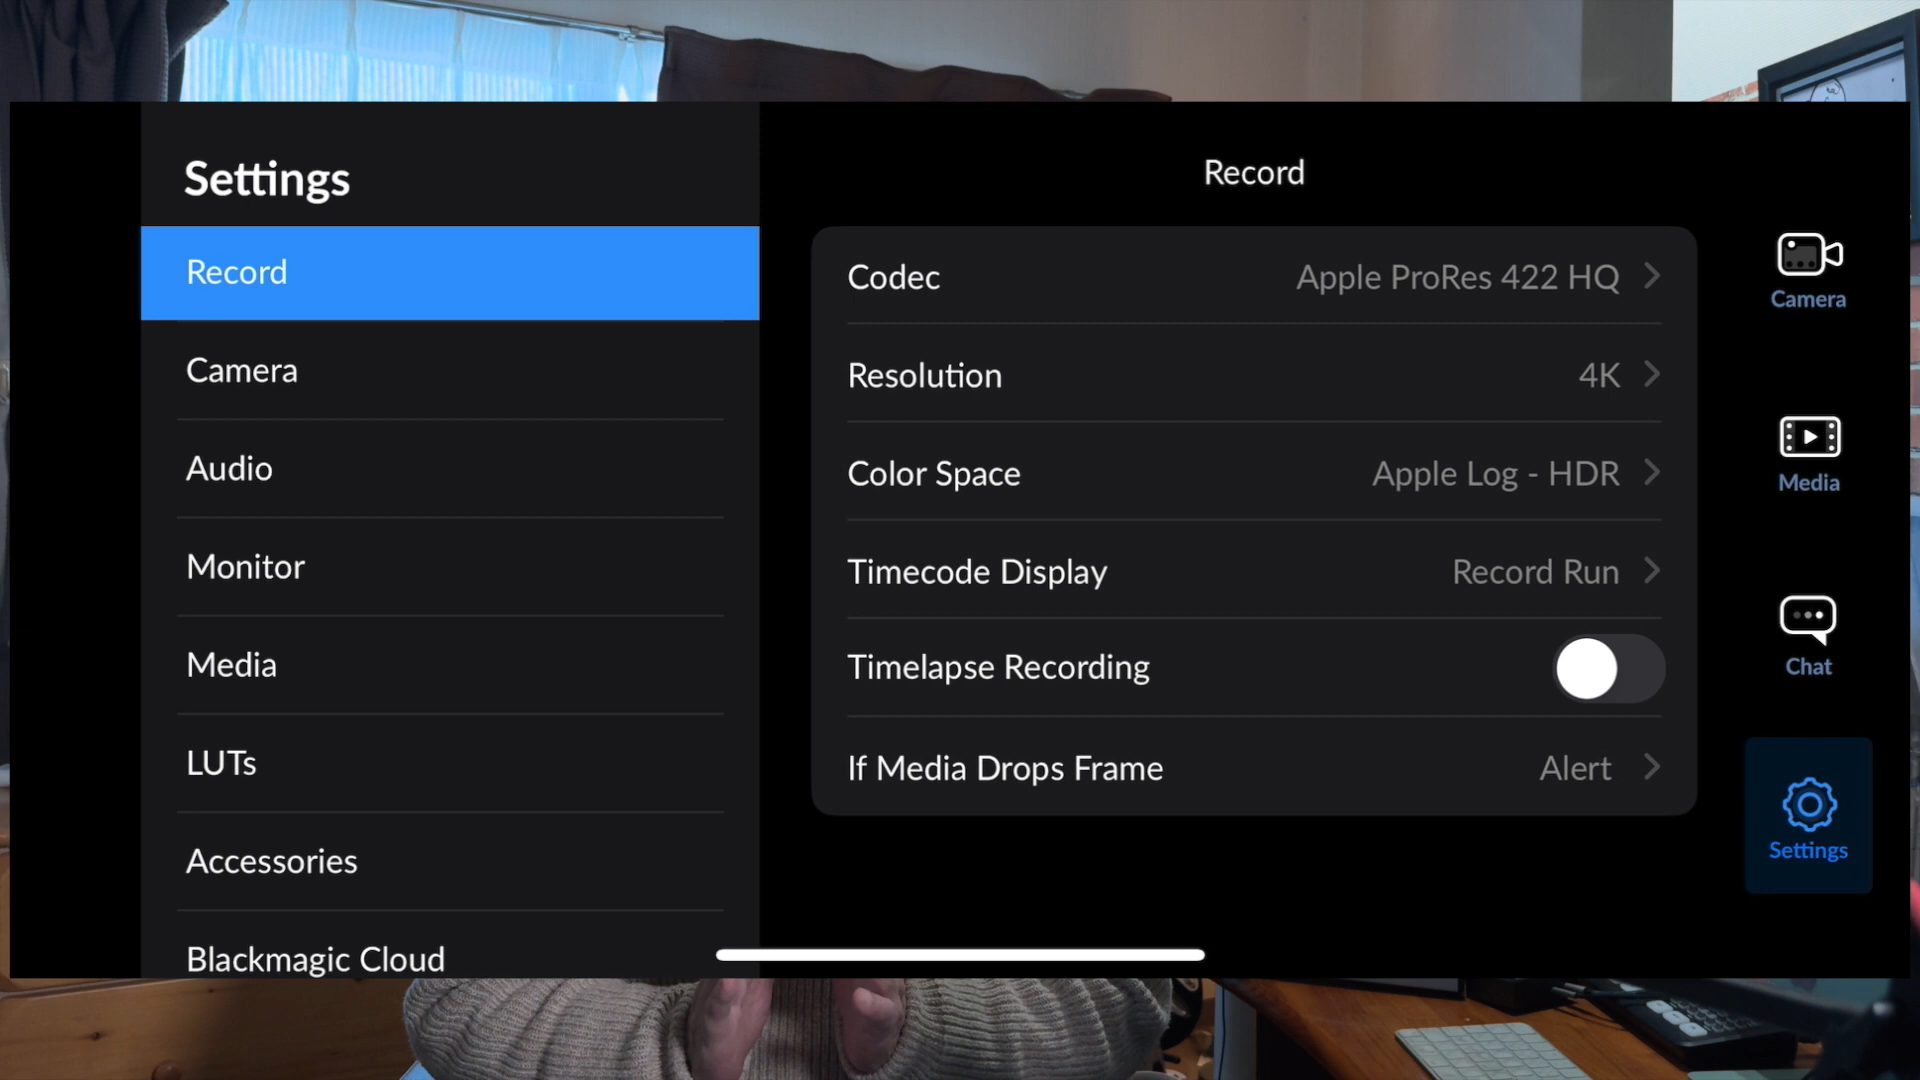 Settings
Record
Camera
Audio
Monitor
Media
LUTs
Accessories
Blackmagic Cloud
Record
Codec Apple ProRes 422 HQ
Resolution 4K
Color Space Apple Log - HDR
Timecode Display Record Run
Timelapse Recording
If Media Drops Frame Alert
Camera
Media
Chat
Settings